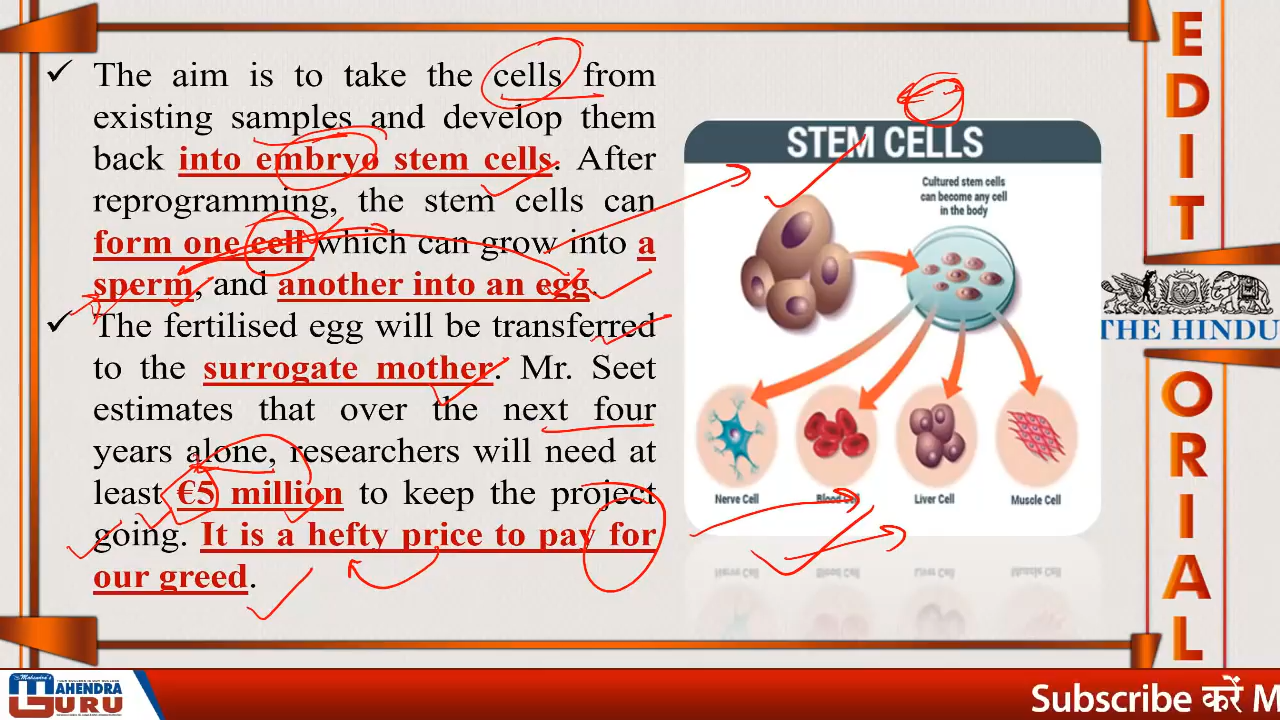 The aim is to take the cells from
existing samples and develop them
back into embryo stem cells. After
reprogramming, the stem cells can
form one cell which can grow into a
sperm, and another into an egg.
The fertilised egg will be transferred
to the surrogate mother. Mr. Seet
estimates that over the next four
years alone, researchers will need at
least €5 million to keep the project
going. It is a hefty price to pay for
our greed.
STEM CELLS
Cultured stem cells
can become any cell
in the body
Nerve Cell
Blood Cell
Liver Cell
Muscle Cell
EDITORIAL
THE HINDU
Mahendra's
MAHENDRA
GURU
Subscribe करें M